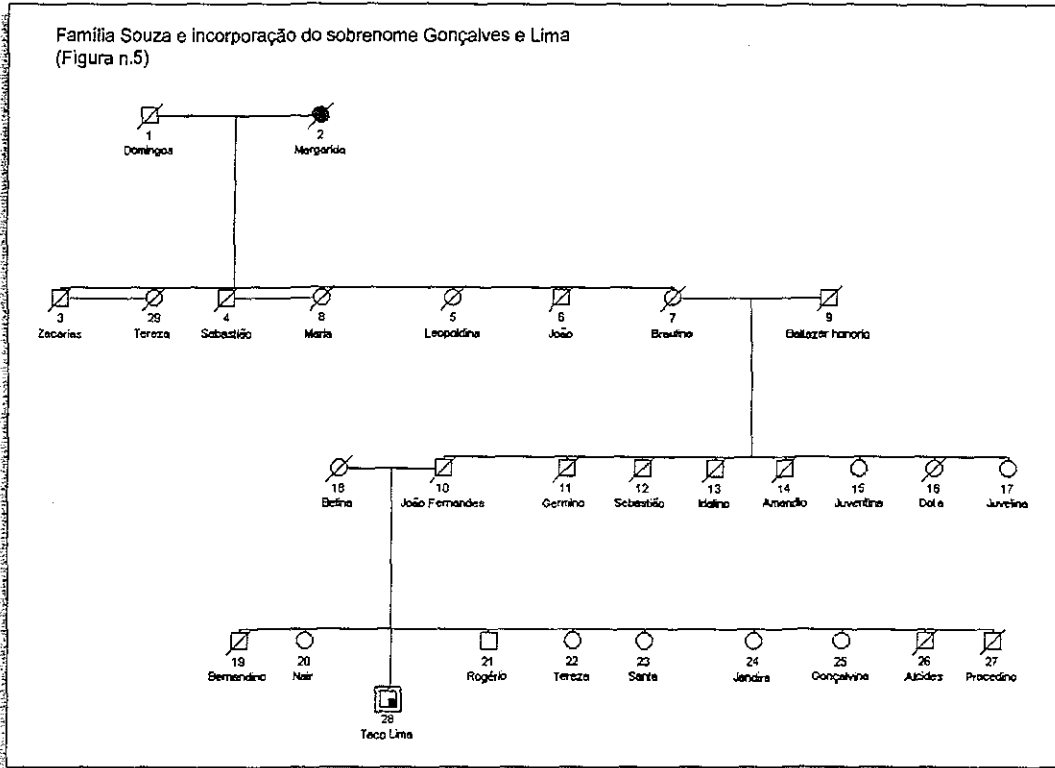 Família Souza e incorporação do sobrenome Gonçalves e Lima
(Figura n.5)
1 2
Domingos Margarida
3 29 4 8 5 6 7 9
Zacarias Tereza Sebastião Maria Leopoldina João Brautina Baltazar honorio
18 10 11 12 13 14 15 16 17
Etelina João Fernandes Germino Sebastião Idalino Amandio Juventina Dola Juvelina
19 20 21 22 23 24 25 26 27
Bernandino Nair Rogério Tereza Santa Jandira Gonçalvina Alcides Procedino
28
Teco Lima